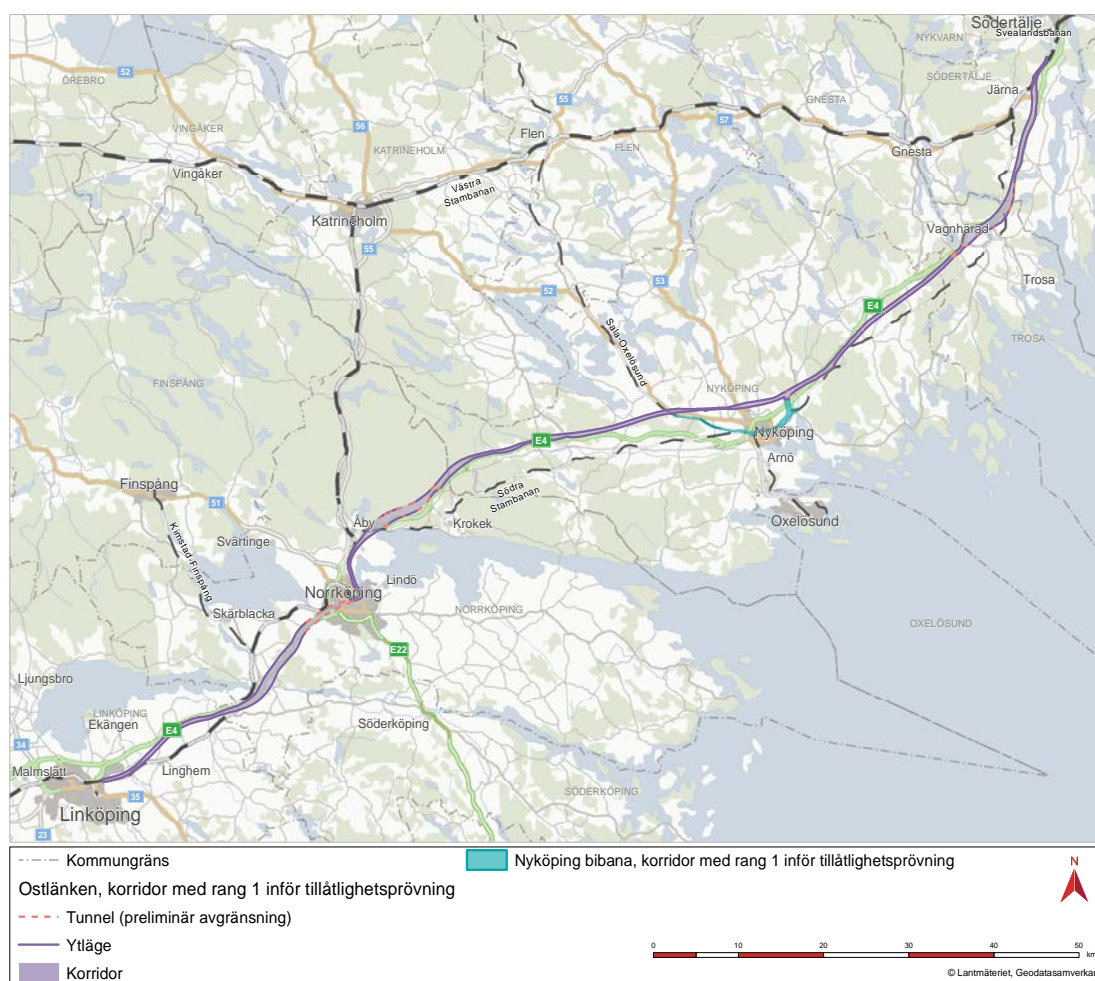 Södertälje
Svealandsbanan
NYKVARN
ÖREBRO
52
SÖDERTÄLJE
Järna
GNESTA
55
57
56
VINGÅKER
Flen
KATRINEHOLM
FLEN
Gnesta
Vingåker
Västra
Stambanan
Katrineholm
Vagnhärad
55
Trosa
53
52
E4
Sala-Oxelösund
TROSA
FINSPÅNG
NYKÖPING
Nyköping
E4
Arnö
Finspång
Södra
Stambanan
51
Oxelösund
Åby
Krokek
Svärtinge
Kimstad-Finspång
Lindö
Norrköping
Skärblacka
NORRKÖPING
OXELÖSUND
E22
Ljungsbro
LINKÖPING
Ekängen
Söderköping
E4
34
Malmslätt
Linghem
35
SÖDERKÖPING
Linköping
23
Kommungräns
Nyköping bibana, korridor med rang 1 inför tillåtlighetsprövning
N
Ostlänken, korridor med rang 1 inför tillåtlighetsprövning
Tunnel (preliminär avgränsning)
Ytläge
0 10 20 30 40 50
km
Korridor
© Lantmäteriet, Geodatasamverkan